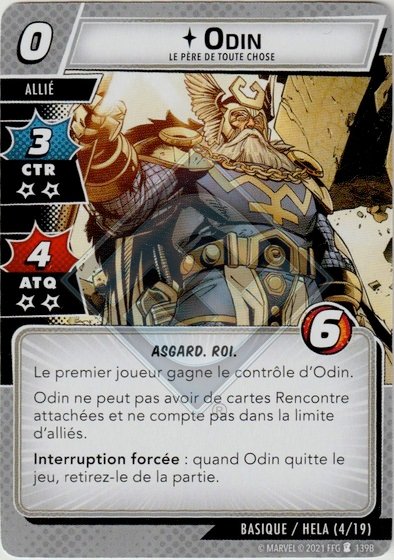 0
Odin
LE PÈRE DE TOUTE CHOSE
ALLIÉ
3
CTR
4
ATQ
6
ASGARD. ROI.
Le premier joueur gagne le contrôle d'Odin.
Odin ne peut pas avoir de cartes Rencontre
attachées et ne compte pas dans la limite
d'alliés.
Interruption forcée : quand Odin quitte le
jeu, retirez-le de la partie.
BASIQUE / HELA (4/19)
© MARVEL © 2021 FFG 1398